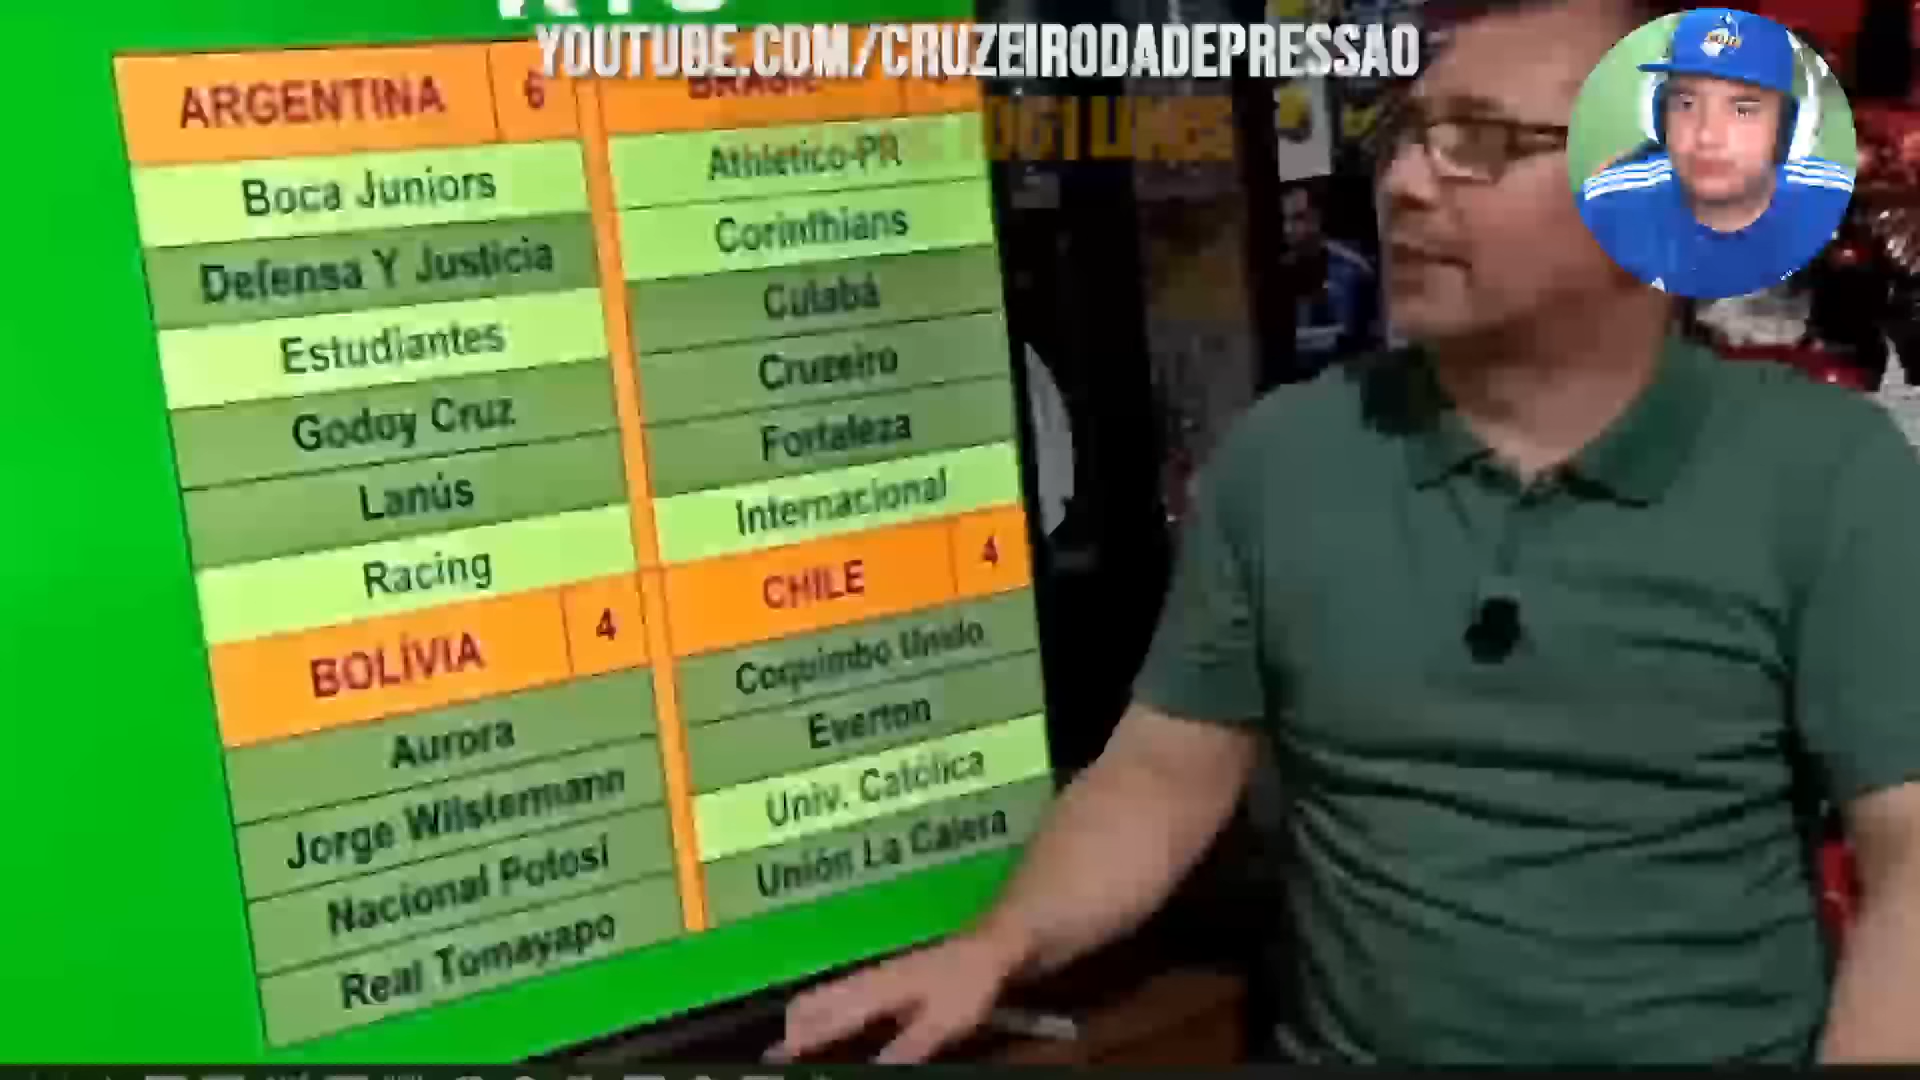 YOUTUBE.COM/CRUZEIRODADEPRESSAO
ARGENTINA 6
Boca Juniors
Defensa Y Justicia
Estudiantes
Godoy Cruz
Lanús
Racing
BOLÍVIA 4
Aurora
Jorge Wilstermann
Nacional Potosí
Real Tomayapo
BRASIL
Athletico-PR
Corinthians
Cuiabá
Cruzeiro
Fortaleza
Internacional
CHILE 4
Coquimbo Unido
Everton
Univ. Católica
Unión La Calera